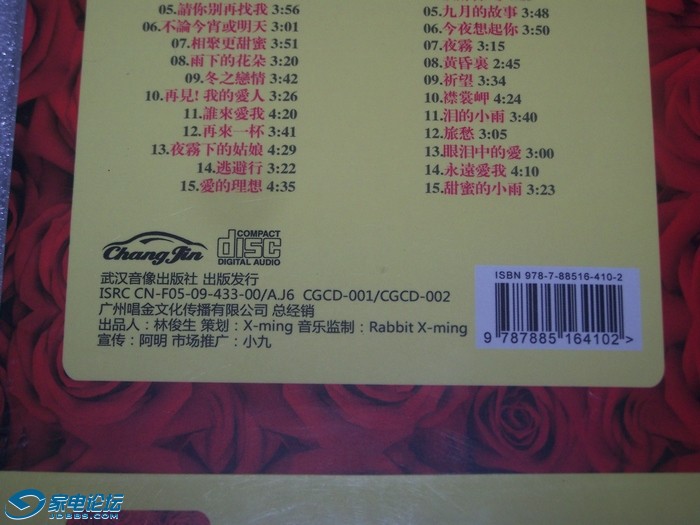 05.請你別再找我 3:56
06.不論今宵或明天 3:01
07.相聚更甜蜜 3:51
08.雨下的花朵 3:20
09.冬之戀情 3:42
10.再見! 我的愛人 3:26
11.誰來愛我 4:20
12.再來一杯 3:41
13.夜霧下的姑娘 4:29
14.逃避行 3:22
15.愛的理想 4:35
05.九月的故事 3:48
06.今夜想起你 3:50
07.夜霧 3:15
08.黃昏裏 2:45
09.祈望 3:34
10.襟裳岬 4:24
11.泪的小雨 3:40
12.旅愁 3:05
13.眼泪中的愛 3:00
14.永遠愛我 4:10
15.甜蜜的小雨 3:23
Chang Jin
COMPACT
disc
DIGITAL AUDIO
武汉音像出版社 出版发行
ISRC CN-F05-09-433-00/A.J6 CGCD-001/CGCD-002
广州唱金文化传播有限公司 总经销
出品人：林俊生 策划：X-ming 音乐监制：Rabbit X-ming
宣传：阿明 市场推广：小九
ISBN 978-7-88516-410-2
9 787885 164102 >
家电论坛
JDBBS.COM